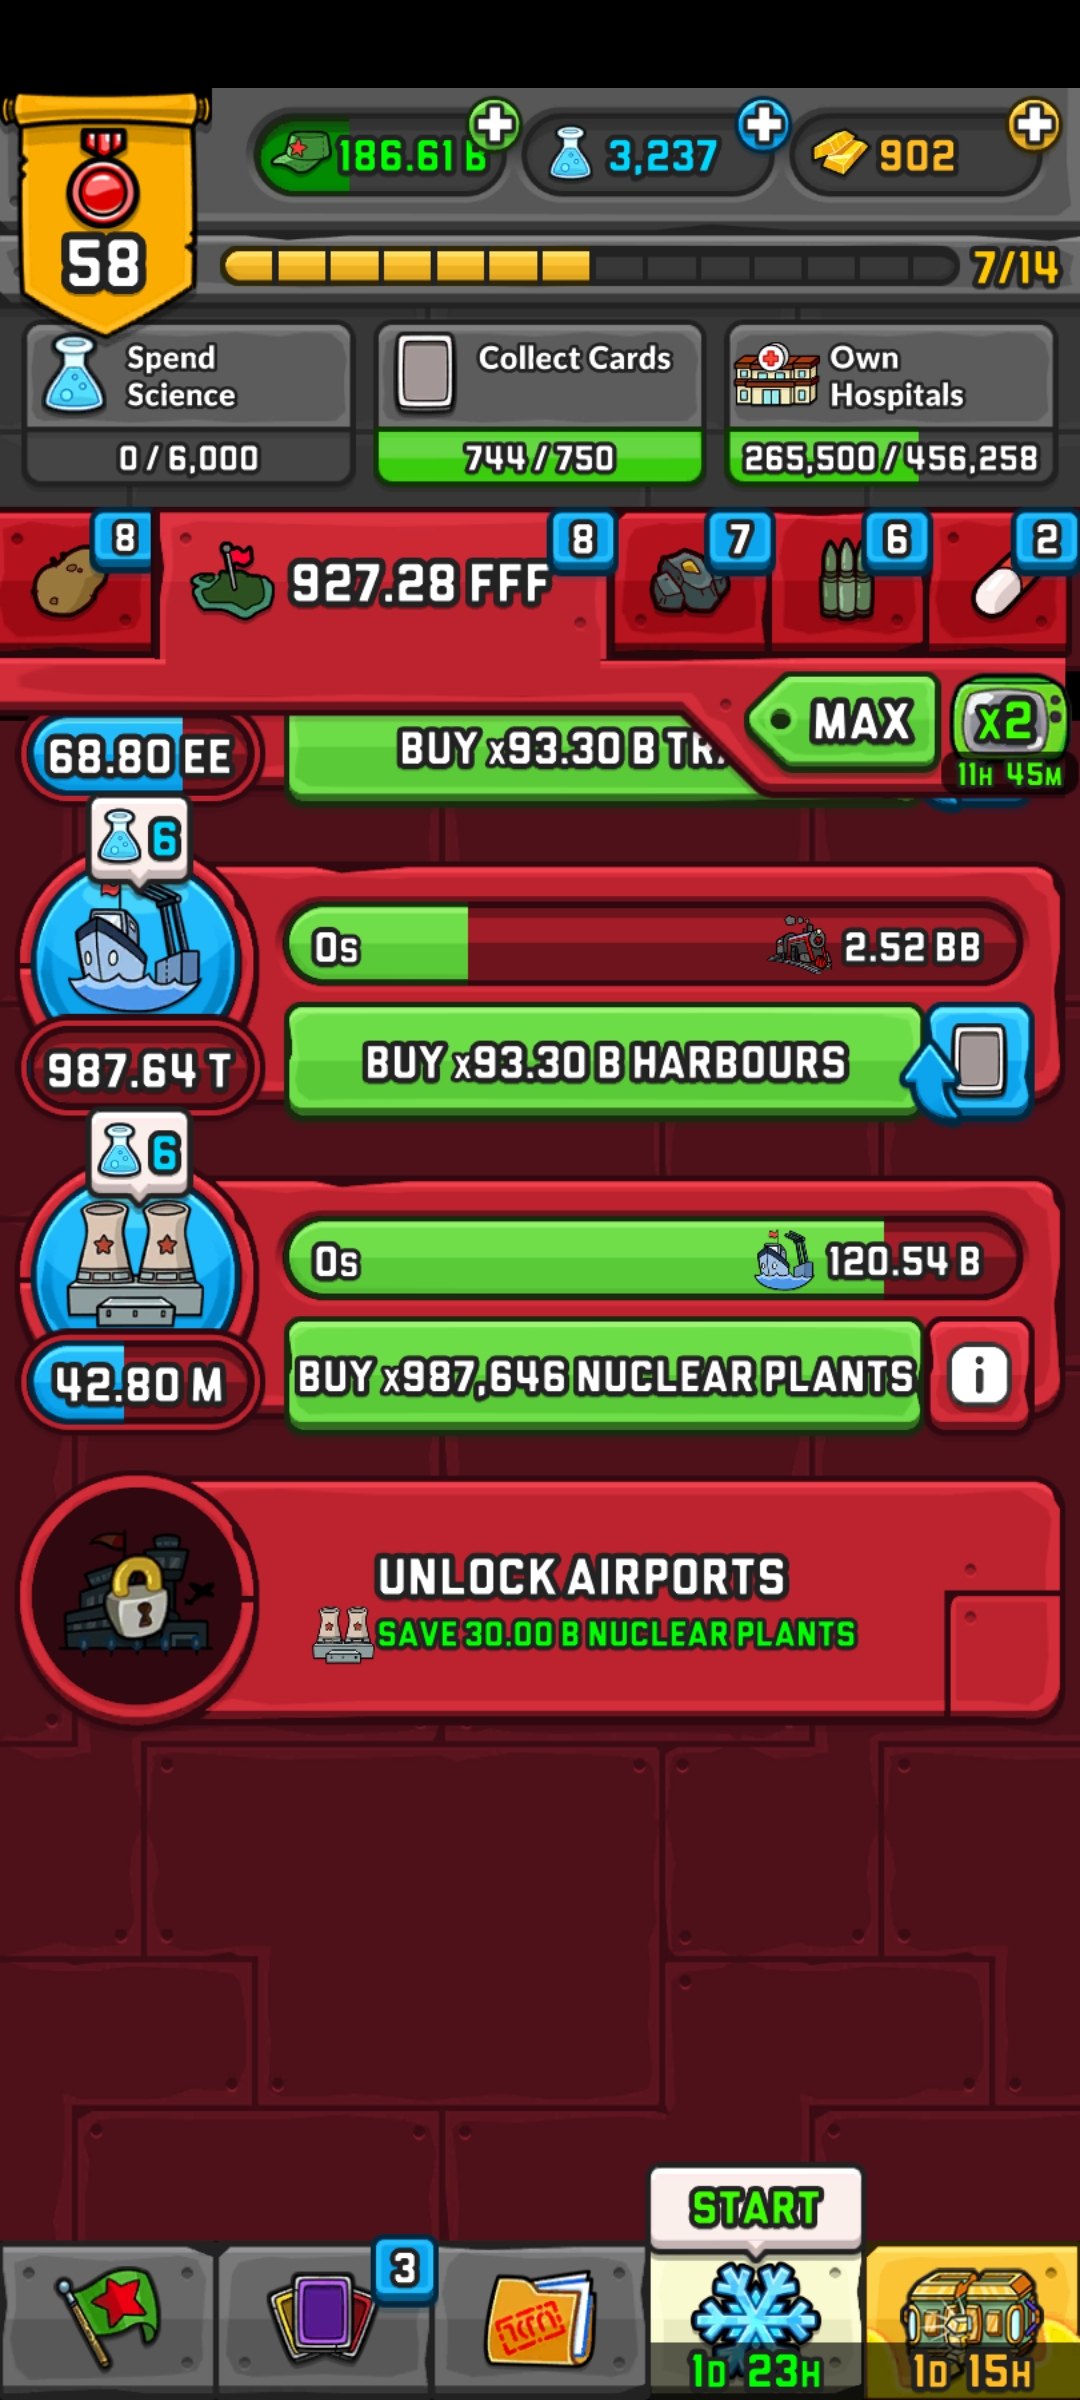 58
186.61 B
3,237
902
7/14
Spend
Science
0 / 6,000
Collect Cards
744 / 750
Own
Hospitals
265,500 / 456,258
8
927.28 FFF
8
7
6
2
MAX
x2
11H 45M
68.80 EE
BUY x93.30 B
6
0s
2.52 BB
987.64 T
BUY x93.30 B HARBOURS
6
0s
120.54 B
42.80 M
BUY x987,646 NUCLEAR PLANTS
i
UNLOCK AIRPORTS
SAVE 30.00 B NUCLEAR PLANTS
START
3
1D 23H
1D 15H